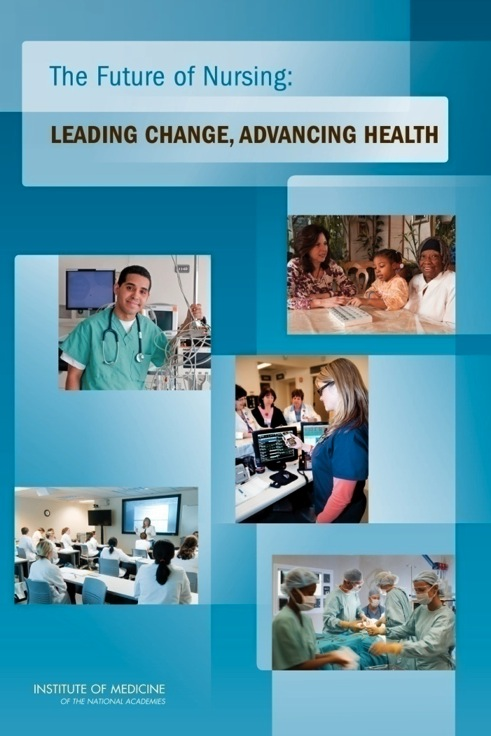 The Future of Nursing:
LEADING CHANGE, ADVANCING HEALTH
INSTITUTE OF MEDICINE
OF THE NATIONAL ACADEMIES